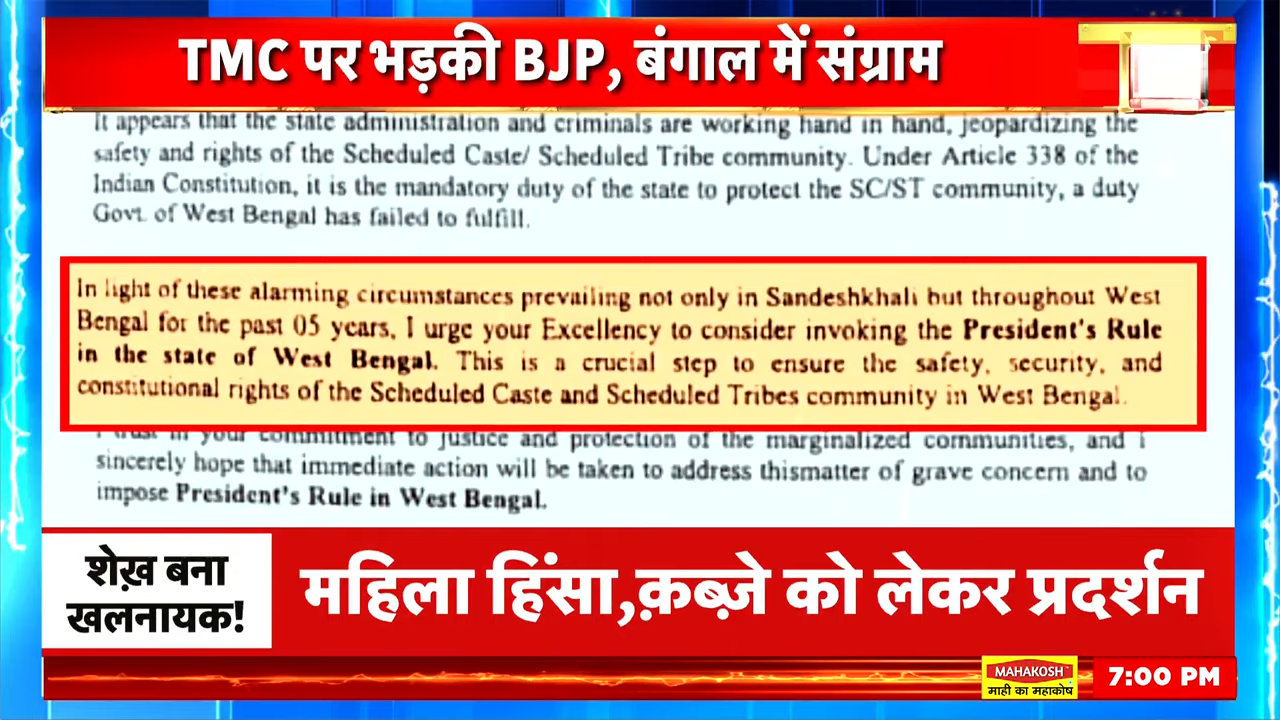 TMC पर भड़की BJP, बंगाल में संग्राम
It appears that the state administration and criminals are working hand in hand, jeopardizing the
safety and rights of the Scheduled Caste/ Scheduled Tribe community. Under Article 338 of the
Indian Constitution, it is the mandatory duty of the state to protect the SC/ST community, a duty
Govt. of West Bengal has failed to fulfill.
In light of these alarming circumstances prevailing not only in Sandeshkhali but throughout West
Bengal for the past 05 years, I urge your Excellency to consider invoking the President's Rule
in the state of West Bengal. This is a crucial step to ensure the safety, security, and
constitutional rights of the Scheduled Caste and Scheduled Tribes community in West Bengal.
I trust in your commitment to justice and protection of the marginalized communities, and I
sincerely hope that immediate action will be taken to address thismatter of grave concern and to
impose President's Rule in West Bengal.
शेख़ बना
खलनायक!
महिला हिंसा,क़ब्ज़े को लेकर प्रदर्शन
MAHAKOSH
माही का महाकोष
7:00 PM